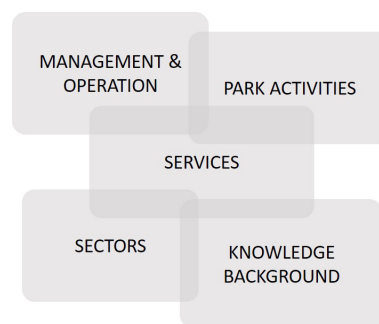 MANAGEMENT &
OPERATION
PARK ACTIVITIES
SERVICES
SECTORS
KNOWLEDGE
BACKGROUND